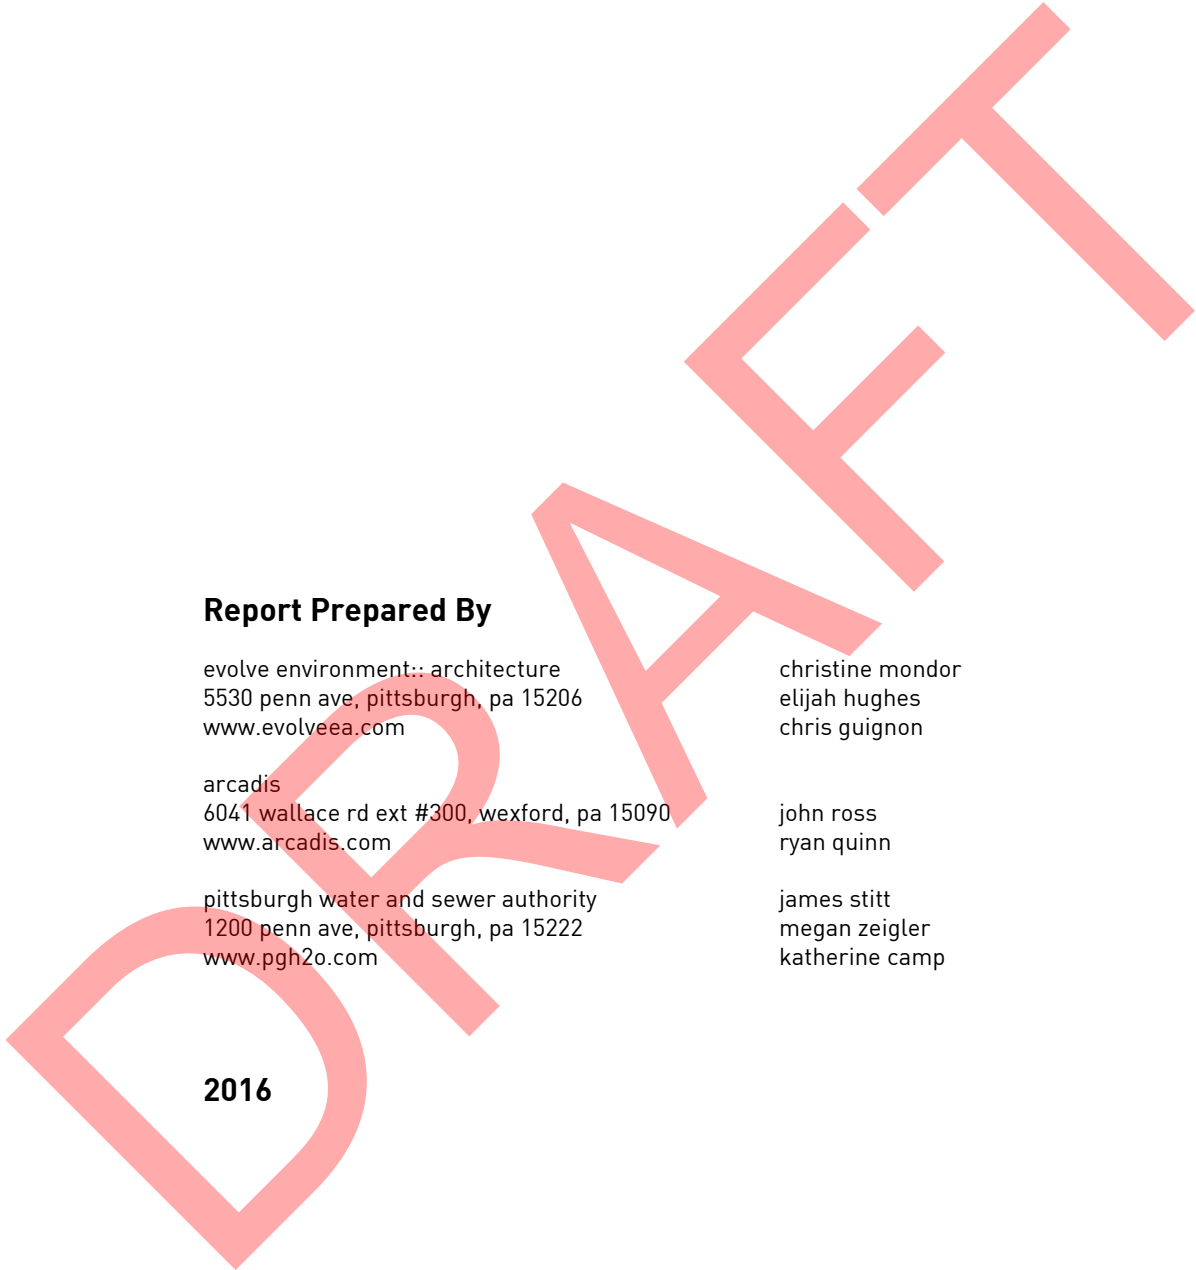 Report Prepared By
evolve environment:: architecture
5530 penn ave, pittsburgh, pa 15206
www.evolveea.com
christine mondor
elijah hughes
chris guignon
arcadis
6041 wallace rd ext #300, wexford, pa 15090
www.arcadis.com
john ross
ryan quinn
pittsburgh water and sewer authority
1200 penn ave, pittsburgh, pa 15222
www.pgh2o.com
james stitt
megan zeigler
katherine camp
2016
DRAFT